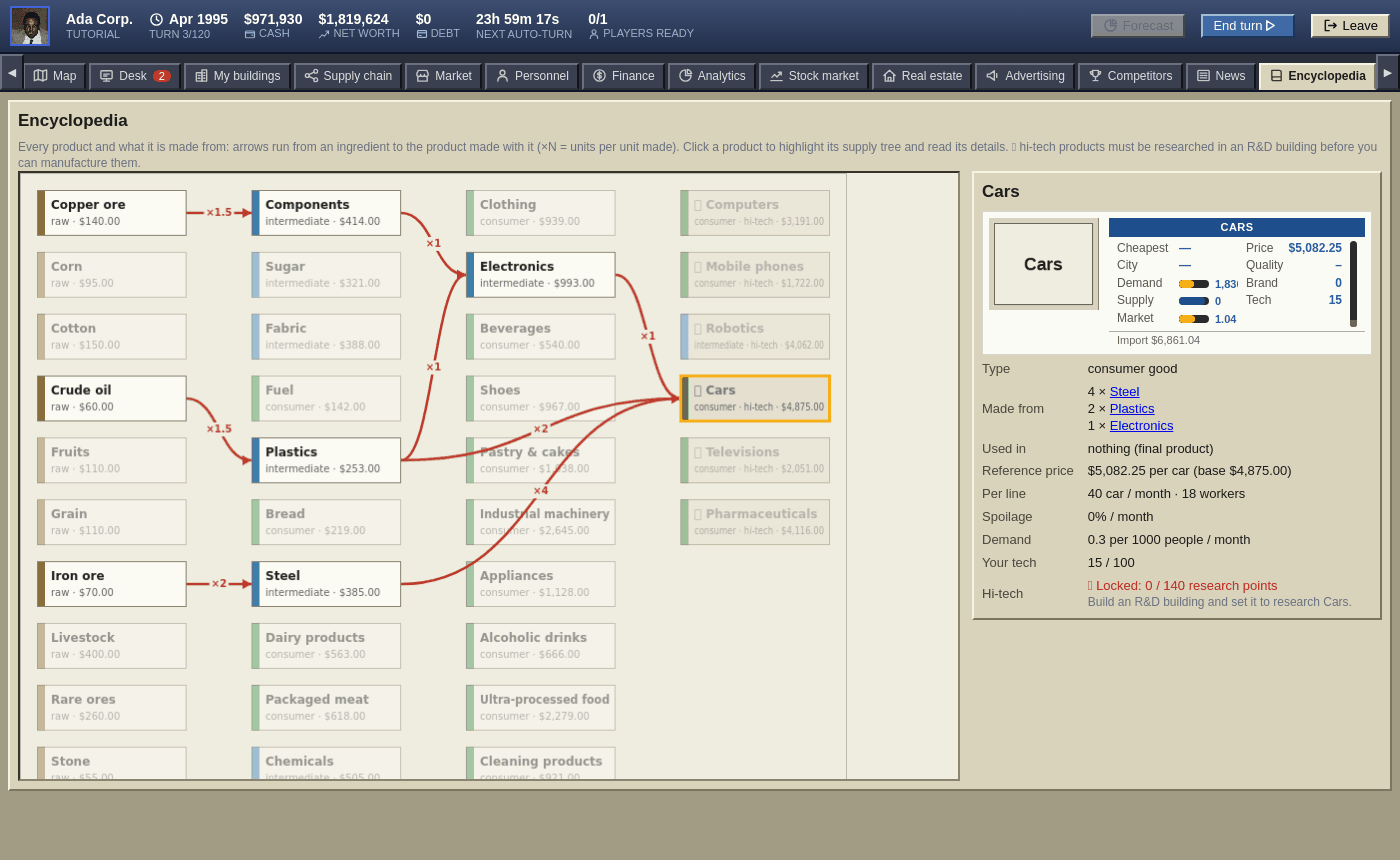 Ada Corp.
TUTORIAL
Apr 1995
TURN 3/120
$971,930
CASH
$1,819,624
NET WORTH
$0
DEBT
23h 59m 17s
NEXT AUTO-TURN
0/1
PLAYERS READY
Forecast
End turn
Leave
Map
Desk 2
My buildings
Supply chain
Market
Personnel
Finance
Analytics
Stock market
Real estate
Advertising
Competitors
News
Encyclopedia
Encyclopedia
Every product and what it is made from: arrows run from an ingredient to the product made with it (×N = units per unit made). Click a product to highlight its supply tree and read its details. hi-tech products must be researched in an R&D building before you
can manufacture them.
Copper ore
raw · $140.00
×1.5
Components
intermediate · $414.00
Clothing
consumer · $939.00
Computers
consumer · hi-tech · $3,191.00
×1
Corn
raw · $95.00
Sugar
intermediate · $321.00
Electronics
intermediate · $993.00
Mobile phones
consumer · hi-tech · $1,722.00
Cotton
raw · $150.00
Fabric
intermediate · $388.00
Beverages
consumer · $540.00
×1
Robotics
intermediate · hi-tech · $4,062.00
×1
Crude oil
raw · $60.00
Fuel
consumer · $142.00
Shoes
consumer · $967.00
Cars
consumer · hi-tech · $4,875.00
×1.5
×2
Fruits
raw · $110.00
Plastics
intermediate · $253.00
Pastry & cakes
Televisions
consumer · hi-tech · $2,051.00
×4
Grain
raw · $110.00
Bread
consumer · $219.00
Industrial machinery
consumer · $2,645.00
Pharmaceuticals
consumer · hi-tech · $4,116.00
Iron ore
raw · $70.00
×2
Steel
intermediate · $385.00
Appliances
consumer · $1,128.00
Livestock
raw · $400.00
Dairy products
consumer · $563.00
Alcoholic drinks
consumer · $666.00
Rare ores
raw · $260.00
Packaged meat
consumer · $618.00
Ultra-processed food
consumer · $2,279.00
Stone
raw · $55.00
Chemicals
intermediate · $505.00
Cleaning products
consumer · $921.00
Cars
Cars
CARS
Cheapest —
Price $5,082.25
City —
Quality –
Demand
Brand 0
Supply 0
Tech 15
Market 1.04
Import $6,861.04
Type consumer good
Made from
4 × Steel
2 × Plastics
1 × Electronics
Used in nothing (final product)
Reference price $5,082.25 per car (base $4,875.00)
Per line 40 car / month · 18 workers
Spoilage 0% / month
Demand 0.3 per 1000 people / month
Your tech 15 / 100
Hi-tech
Locked: 0 / 140 research points
Build an R&D building and set it to research Cars.